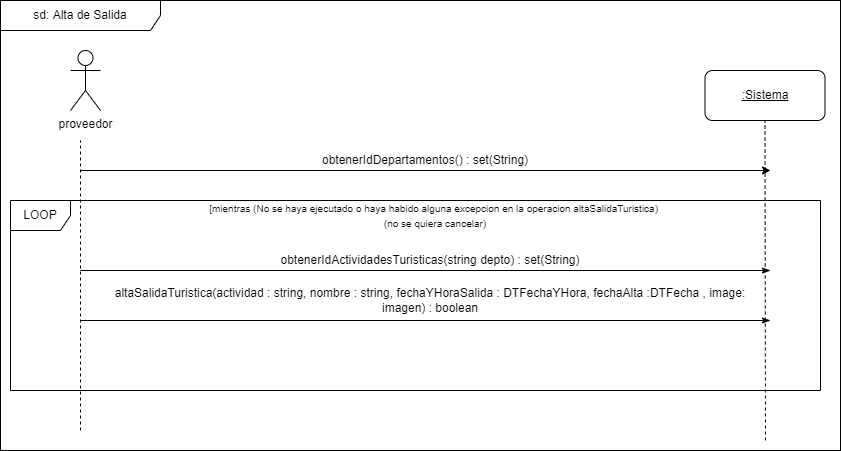 sd: Alta de Salida
proveedor
:Sistema
obtenerIdDepartamentos() : set(String)
LOOP
[mientras (No se haya ejecutado o haya habido alguna excepcion en la operacion altaSalidaTuristica)
(no se quiera cancelar)
obtenerIdActividadesTuristicas(string depto) : set(String)
altaSalidaTuristica(actividad : string, nombre : string, fechaYHoraSalida : DTFechaYHora, fechaAlta :DTFecha , image:
imagen) : boolean